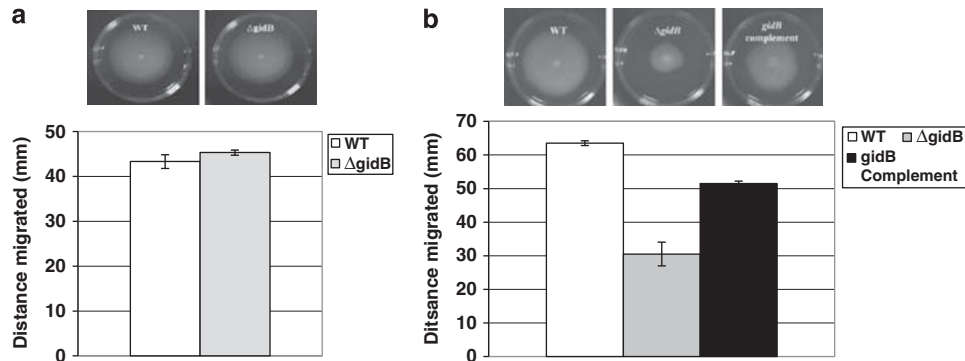 a
WT
ΔgidB
Distance migrated (mm)
50
40
30
20
10
0
WT
ΔgidB
b
WT
ΔgidB
gidB
complement
Ditsance migrated (mm)
70
60
50
40
30
20
10
0
WT ΔgidB
gidB
Complement